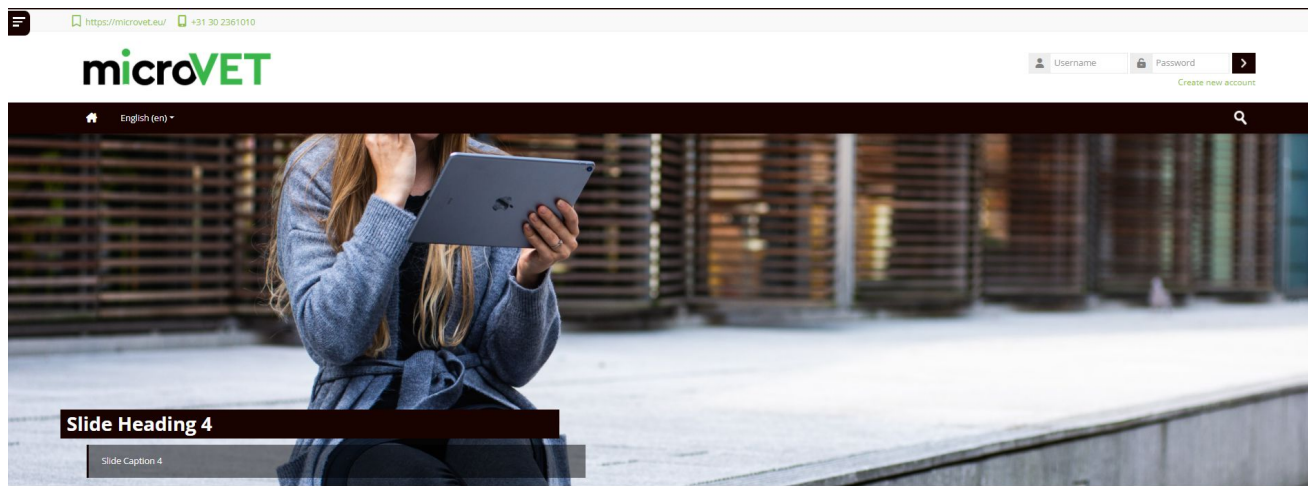 https://microvet.eu/ +31 30 2361010
microVET
Username Password
Create new account
English (en)
Slide Heading 4
Slide Caption 4